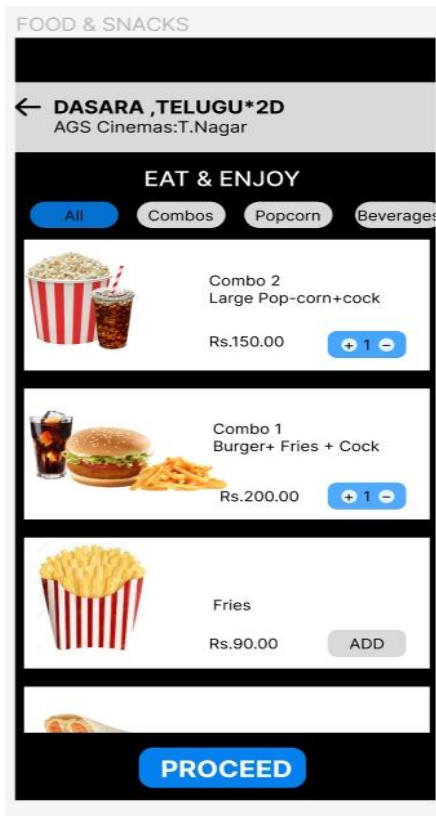 FOOD & SNACKS
← DASARA ,TELUGU*2D
AGS Cinemas:T.Nagar
EAT & ENJOY
All Combos Popcorn Beverages
Combo 2
Large Pop-corn+cock
Rs.150.00 + 1 −
Combo 1
Burger+ Fries + Cock
Rs.200.00 + 1 −
Fries
Rs.90.00 ADD
PROCEED